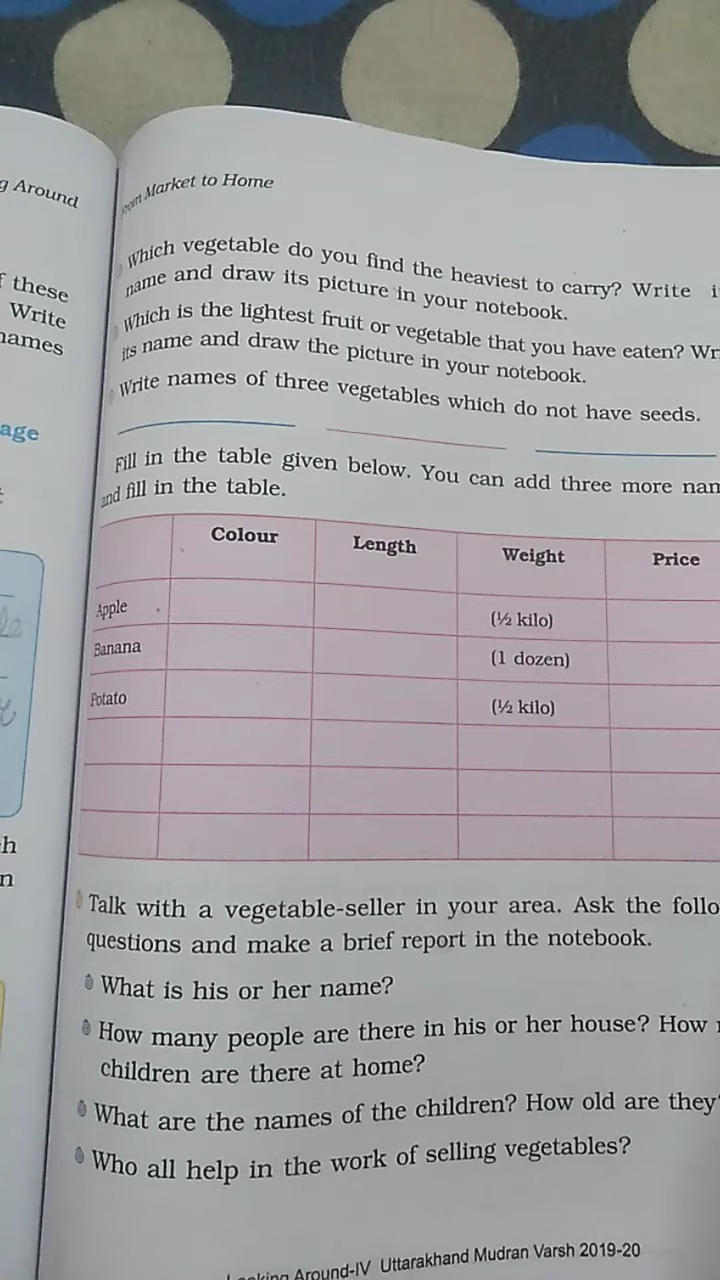 g Around
these
Write
names
age
h
n
From Market to Home
Which vegetable do you find the heaviest to carry? Write
name and draw its picture in your notebook.
Which is the lightest fruit or vegetable that you have eaten?
its name and draw the picture in your notebook.
Write names of three vegetables which do not have seeds.
Fill in the table given below. You can add three more
and fill in the table.
Colour Length Weight Price
Apple (½ kilo)
Banana (1 dozen)
Potato (½ kilo)
Talk with a vegetable-seller in your area. Ask the follo
questions and make a brief report in the notebook.
What is his or her name?
How many people are there in his or her house? How
children are there at home?
What are the names of the children? How old are they
Who all help in the work of selling vegetables?
Looking Around-IV Uttarakhand Mudran Varsh 2019-20